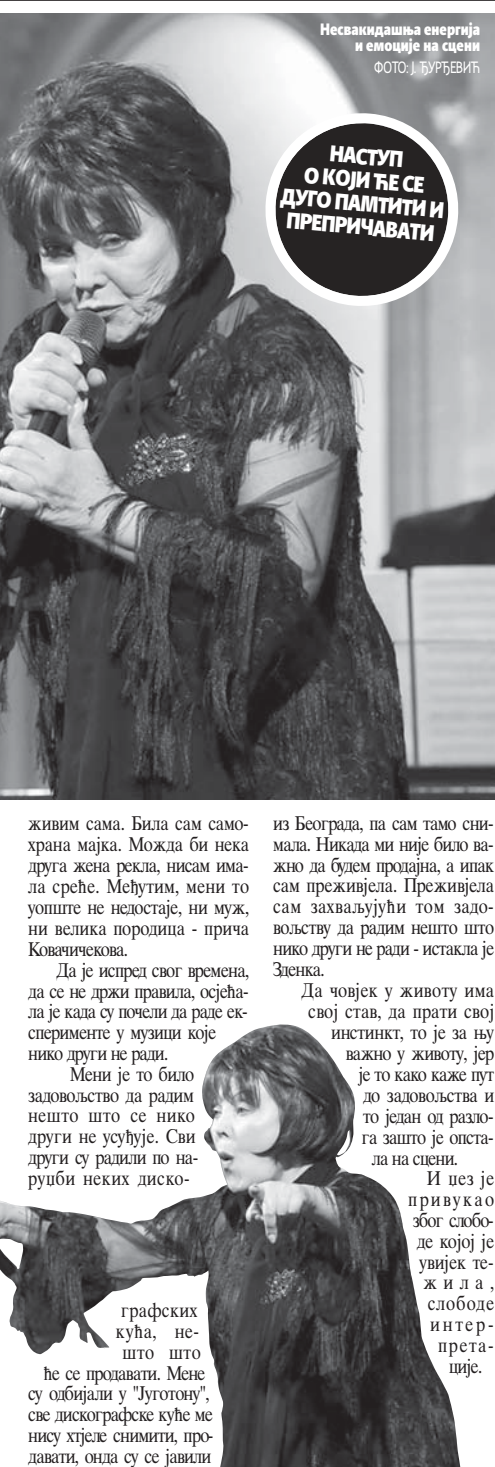 Несвакидашња енергија
и емоције на сцени
ФОТО: Ј. ЂУРЂЕВИЋ
НАСТУП
О КОЈИ ЋЕ СЕ
ДУГО ПАМТИТИ И
ПРЕПРИЧАВАТИ
живим сама. Била сам само-
храна мајка. Можда би нека
друга жена рекла, нисам има-
ла среће. Међутим, мени то
уопште не недостаје, ни муж,
ни велика породица - прича
Ковачичекова.
Да је испред свог времена,
да се не држи правила, осјећа-
ла је када су почели да раде ек-
сперименте у музици које
нико други не ради.
Мени је то било
задовољство да радим
нешто што се нико
други не усуђује. Сви
други су радили по на-
руџби неких диско-
графских
кућа, не-
што што
ће се продавати. Мене
су одбијали у "Југотону",
све дискографске куће ме
нису хтјеле снимити, про-
давати, онда су се јавили
из Београда, па сам тамо сни-
мала. Никада ми није било ва-
жно да будем продајна, а ипак
сам преживјела. Преживјела
сам захваљујући том задо-
вољству да радим нешто што
нико други не ради - истакла је
Зденка.
Да човјек у животу има
свој став, да прати свој
инстинкт, то је за њу
важно у животу, јер
је то како каже пут
до задовољства и
то један од разло-
га зашто је опста-
ла на сцени.
И џез је
привукао
због слобо-
де којој је
увијек те-
жила,
слободе
интер-
прета-
ције.